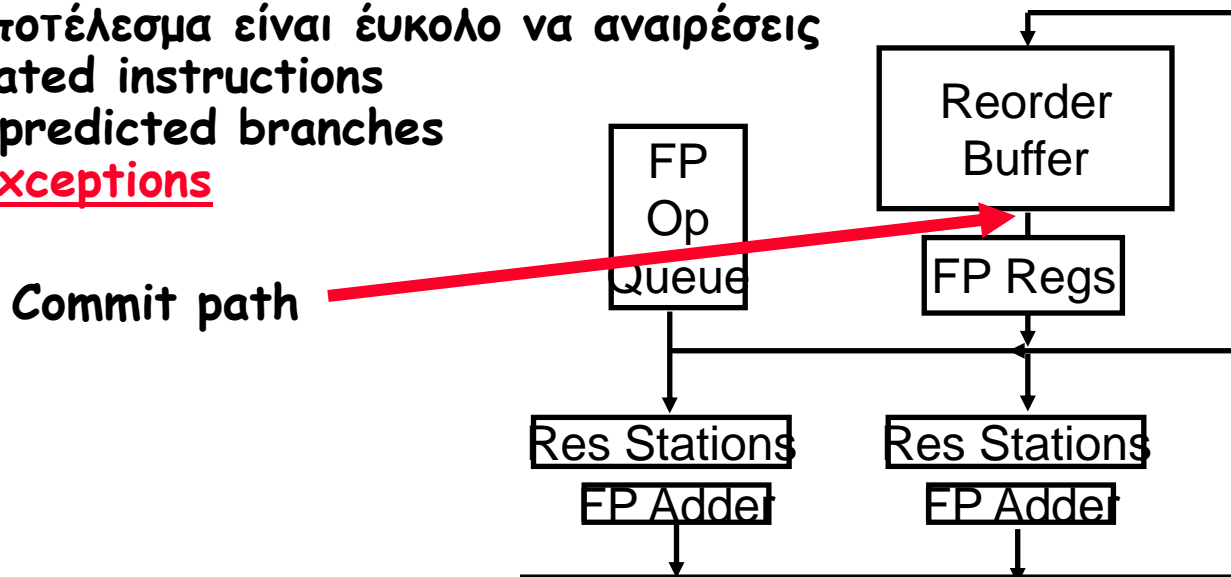 ποτέλεσμα είναι έυκολο να αναιρέσεις
ated instructions
predicted branches
xceptions
Commit path
FP
Op
Queue
Reorder
Buffer
FP Regs
Res Stations
Res Stations
FP Adder
FP Adder